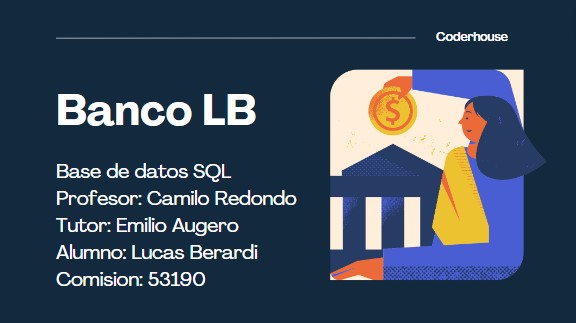 Coderhouse
Banco LB
Base de datos SQL
Profesor: Camilo Redondo
Tutor: Emilio Augero
Alumno: Lucas Berardi
Comision: 53190
$